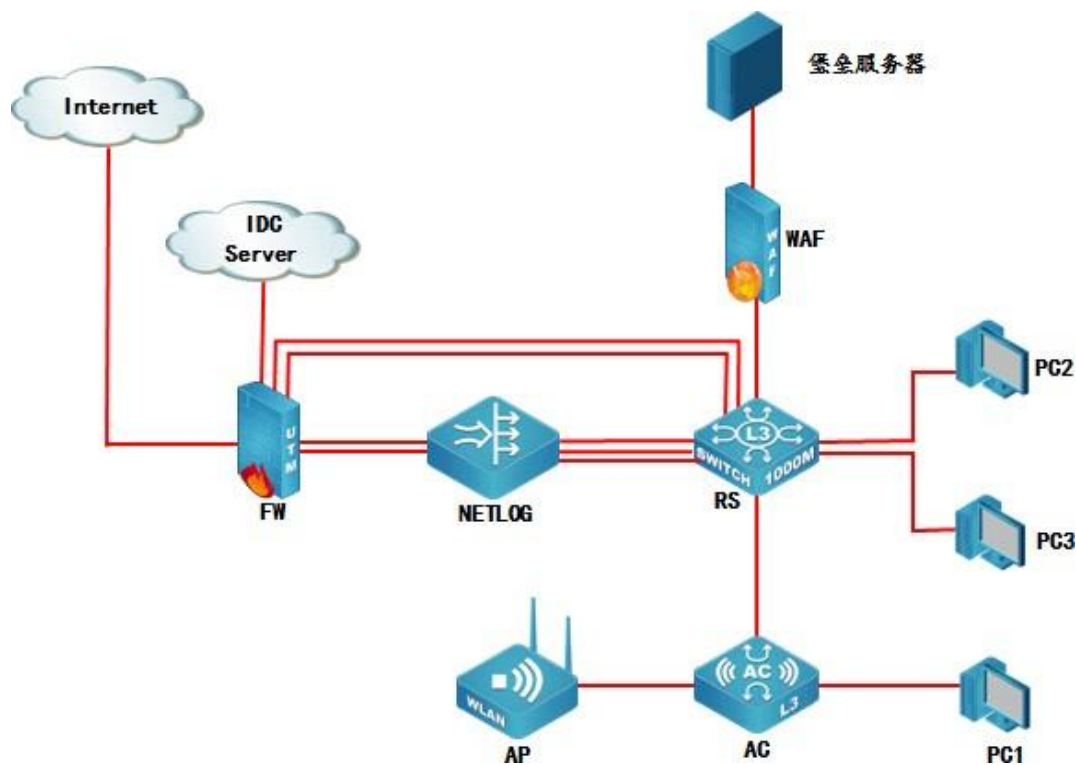 堡垒服务器
Internet
IDC
Server
WAF
WAF
PC2
UTM
L3
SWITCH
1000M
FW
NETLOG
RS
PC3
WLAN
AC
L3
AP
AC
PC1